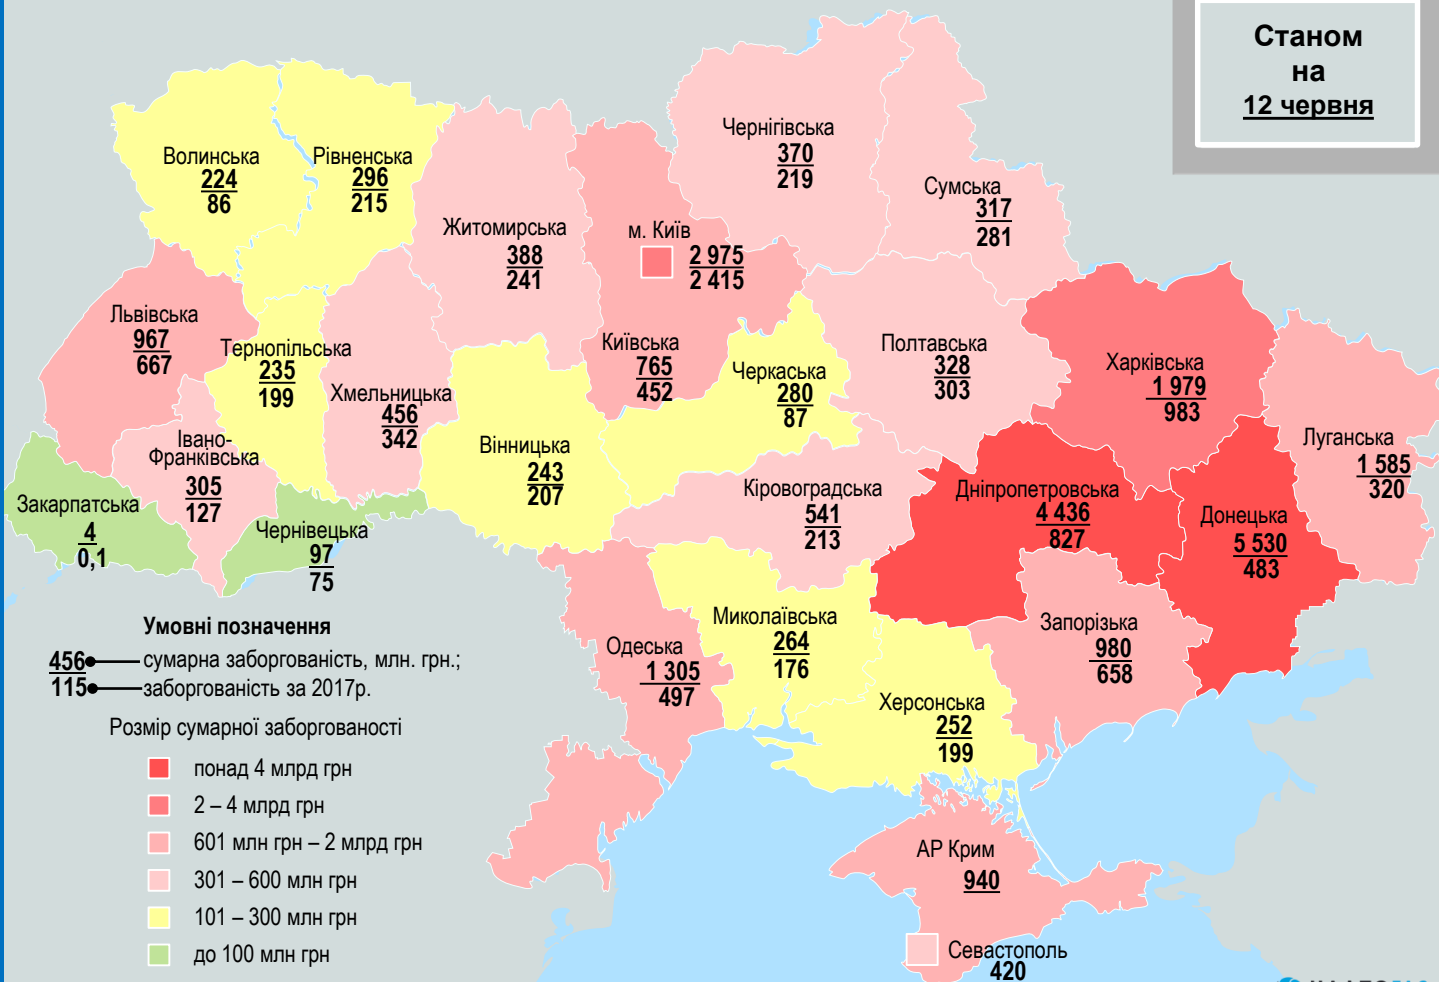 Станом
на
12 червня
Чернігівська
370
219
Волинська
224
86
Рівненська
296
215
Сумська
317
281
Житомирська
388
241
м. Київ
2 975
2 415
Львівська
967
667
Тернопільська
235
199
Хмельницька
456
342
Київська
765
452
Черкаська
280
87
Полтавська
328
303
Харківська
1 979
983
Луганська
1 585
320
Івано-
Франківська
305
127
Вінницька
243
207
Кіровоградська
541
213
Дніпропетровська
4 436
827
Донецька
5 530
483
Закарпатська
4
0,1
Чернівецька
97
75
Миколаївська
264
176
Запорізька
980
658
Одеська
1 305
497
Херсонська
252
199
АР Крим
940
Севастополь
420
Умовні позначення
456 сумарна заборгованість, млн. грн.;
115 заборгованість за 2017р.
Розмір сумарної заборгованості
понад 4 млрд грн
2 – 4 млрд грн
601 млн грн – 2 млрд грн
301 – 600 млн грн
101 – 300 млн грн
до 100 млн грн